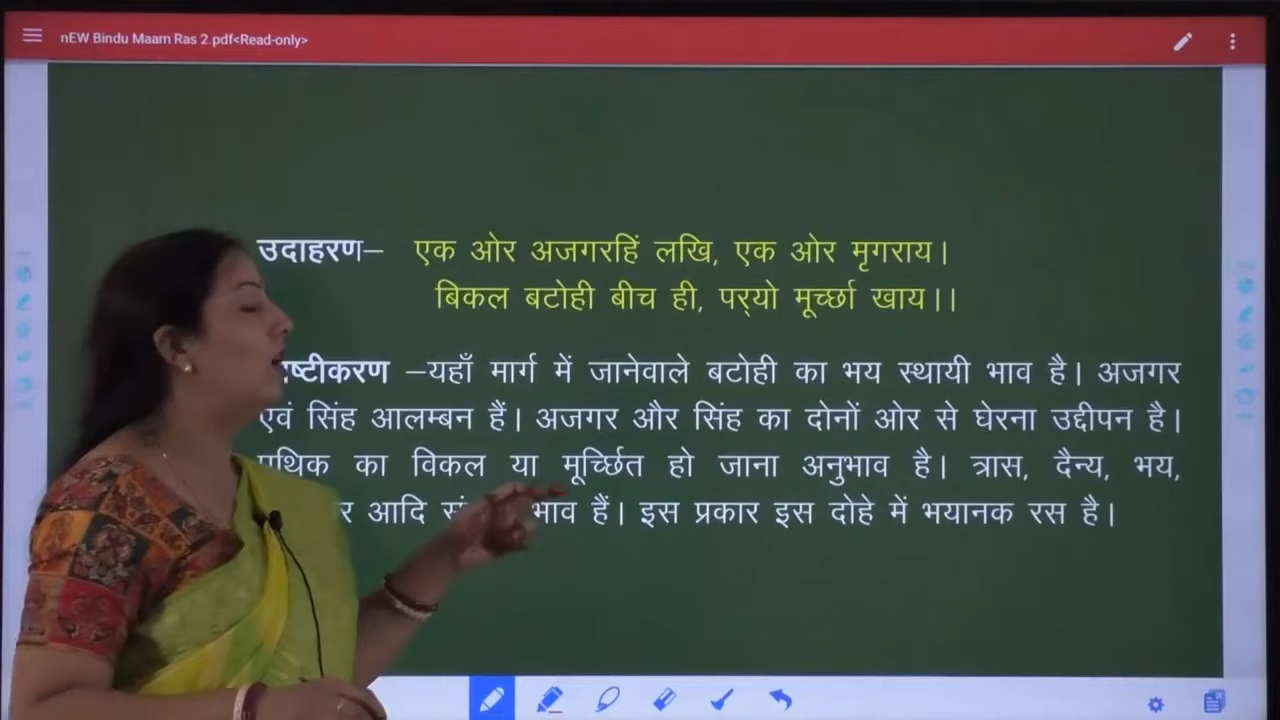 nEW Bindu Maam Ras 2.pdf<Read-only>
उदाहरण– एक ओर अजगरहिं लखि, एक ओर मृगराय।
बिकल बटोही बीच ही, पर्‌यो मूर्च्छा खाय।।
–यहाँ मार्ग में जानेवाले बटोही का भय स्थायी भाव है। अजगर
एवं सिंह आलम्बन हैं। अजगर और सिंह का दोनों ओर से घेरना उद्दीपन है।
का विकल या मूर्च्छित हो जाना अनुभाव है। त्रास, दैन्य, भय,
आदि भाव हैं। इस प्रकार इस दोहे में भयानक रस है।